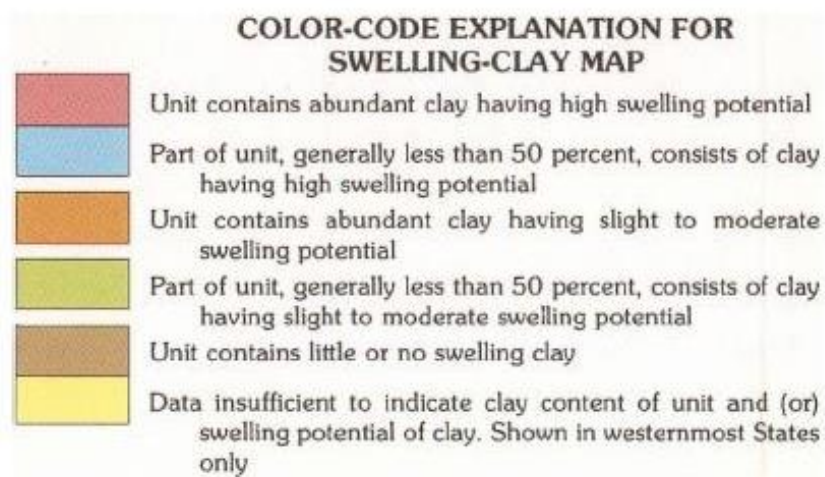 COLOR-CODE EXPLANATION FOR
SWELLING-CLAY MAP
Unit contains abundant clay having high swelling potential
Part of unit, generally less than 50 percent, consists of clay
having high swelling potential
Unit contains abundant clay having slight to moderate
swelling potential
Part of unit, generally less than 50 percent, consists of clay
having slight to moderate swelling potential
Unit contains little or no swelling clay
Data insufficient to indicate clay content of unit and (or)
swelling potential of clay. Shown in westernmost States
only